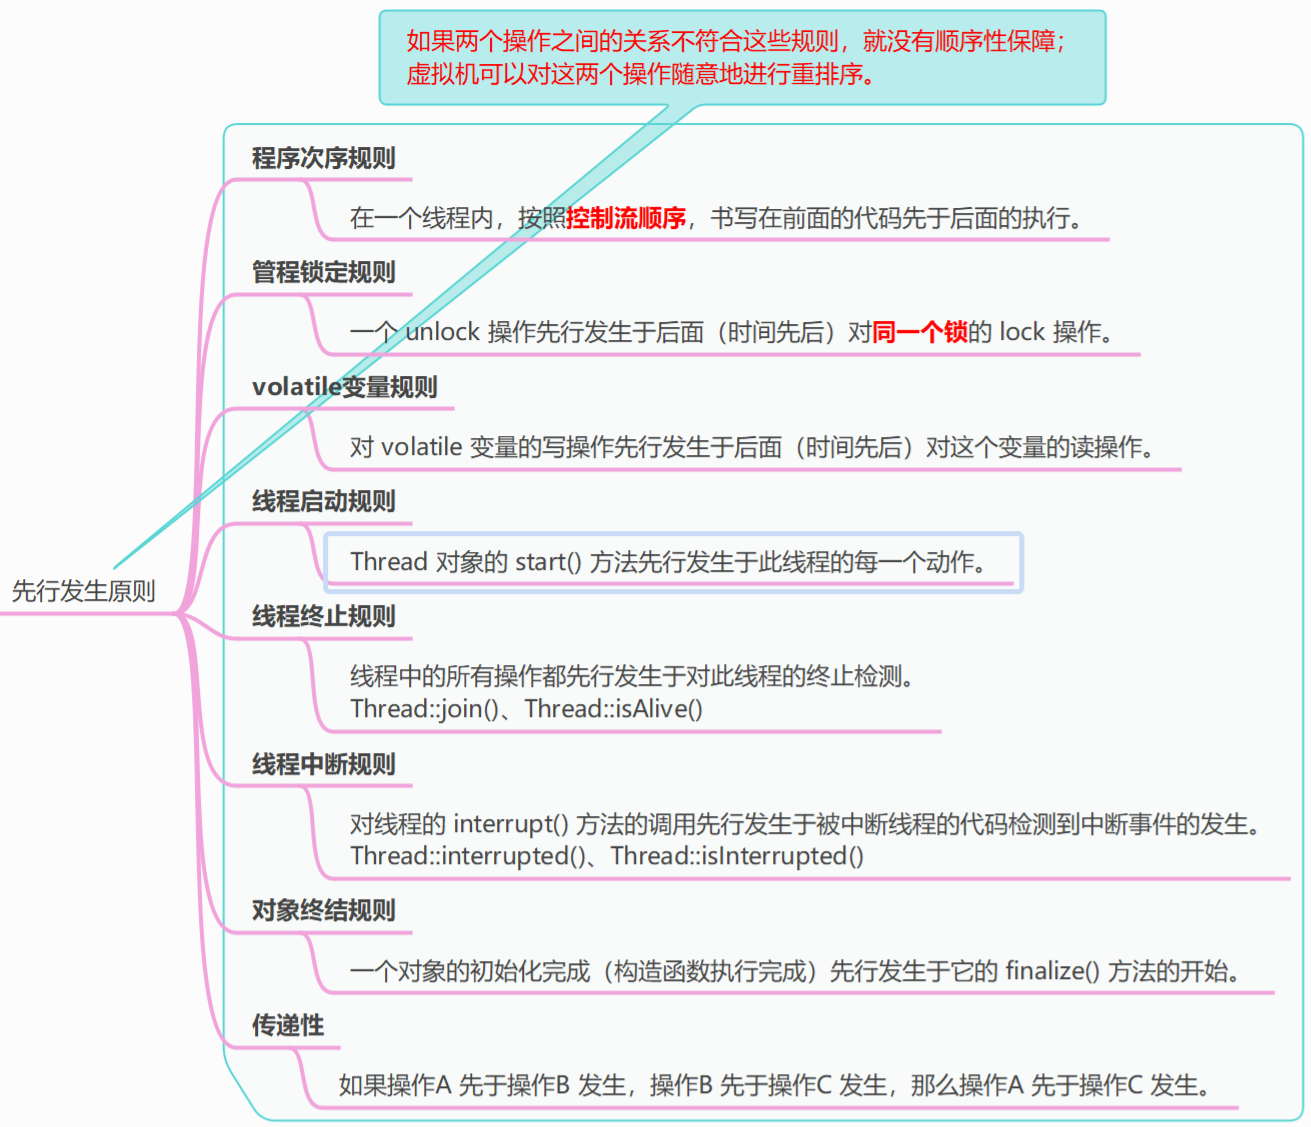 如果两个操作之间的关系不符合这些规则，就没有顺序性保障；
虚拟机可以对这两个操作随意地进行重排序。
程序次序规则
在一个线程内，按照控制流顺序，书写在前面的代码先于后面的执行。
管程锁定规则
一个 unlock 操作先行发生于后面（时间先后）对同一个锁的 lock 操作。
volatile变量规则
对 volatile 变量的写操作先行发生于后面（时间先后）对这个变量的读操作。
线程启动规则
Thread 对象的 start() 方法先行发生于此线程的每一个动作。
先行发生原则
线程终止规则
线程中的所有操作都先行发生于对此线程的终止检测。
Thread::join()、Thread::isAlive()
线程中断规则
对线程的 interrupt() 方法的调用先行发生于被中断线程的代码检测到中断事件的发生。
Thread::interrupted()、Thread::isInterrupted()
对象终结规则
一个对象的初始化完成（构造函数执行完成）先行发生于它的 finalize() 方法的开始。
传递性
如果操作A 先于操作B 发生，操作B 先于操作C 发生，那么操作A 先于操作C 发生。